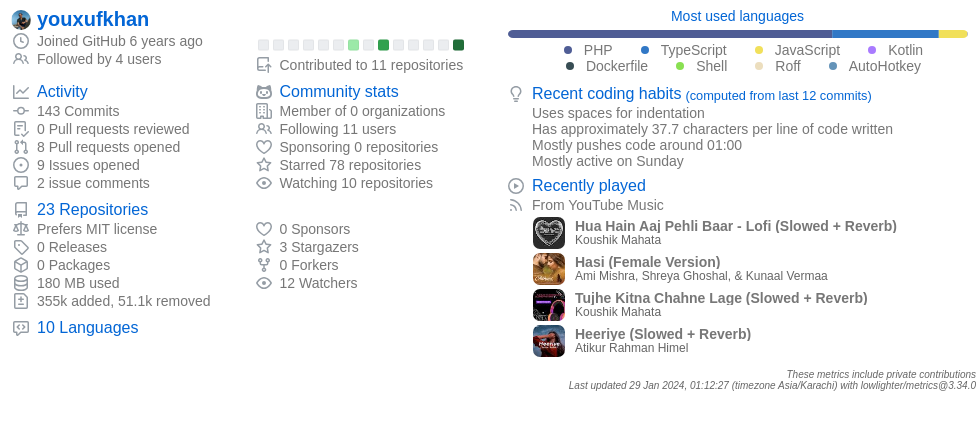 youxufkhan
Joined GitHub 6 years ago
Followed by 4 users
Contributed to 11 repositories
Activity
143 Commits
0 Pull requests reviewed
8 Pull requests opened
9 Issues opened
2 issue comments
Community stats
Member of 0 organizations
Following 11 users
Sponsoring 0 repositories
Starred 78 repositories
Watching 10 repositories
23 Repositories
Prefers MIT license
0 Releases
0 Packages
180 MB used
355k added, 51.1k removed
0 Sponsors
3 Stargazers
0 Forkers
12 Watchers
10 Languages
Most used languages
PHP TypeScript JavaScript Kotlin
Dockerfile Shell Roff AutoHotkey
Recent coding habits (computed from last 12 commits)
Uses spaces for indentation
Has approximately 37.7 characters per line of code written
Mostly pushes code around 01:00
Mostly active on Sunday
Recently played
From YouTube Music
Hua Hain Aaj Pehli Baar - Lofi (Slowed + Reverb)
Koushik Mahata
Hasi (Female Version)
Ami Mishra, Shreya Ghoshal, & Kunaal Vermaa
Tujhe Kitna Chahne Lage (Slowed + Reverb)
Koushik Mahata
Heeriye (Slowed + Reverb)
Atikur Rahman Himel
These metrics include private contributions
Last updated 29 Jan 2024, 01:12:27 (timezone Asia/Karachi) with lowlighter/metrics@3.34.0